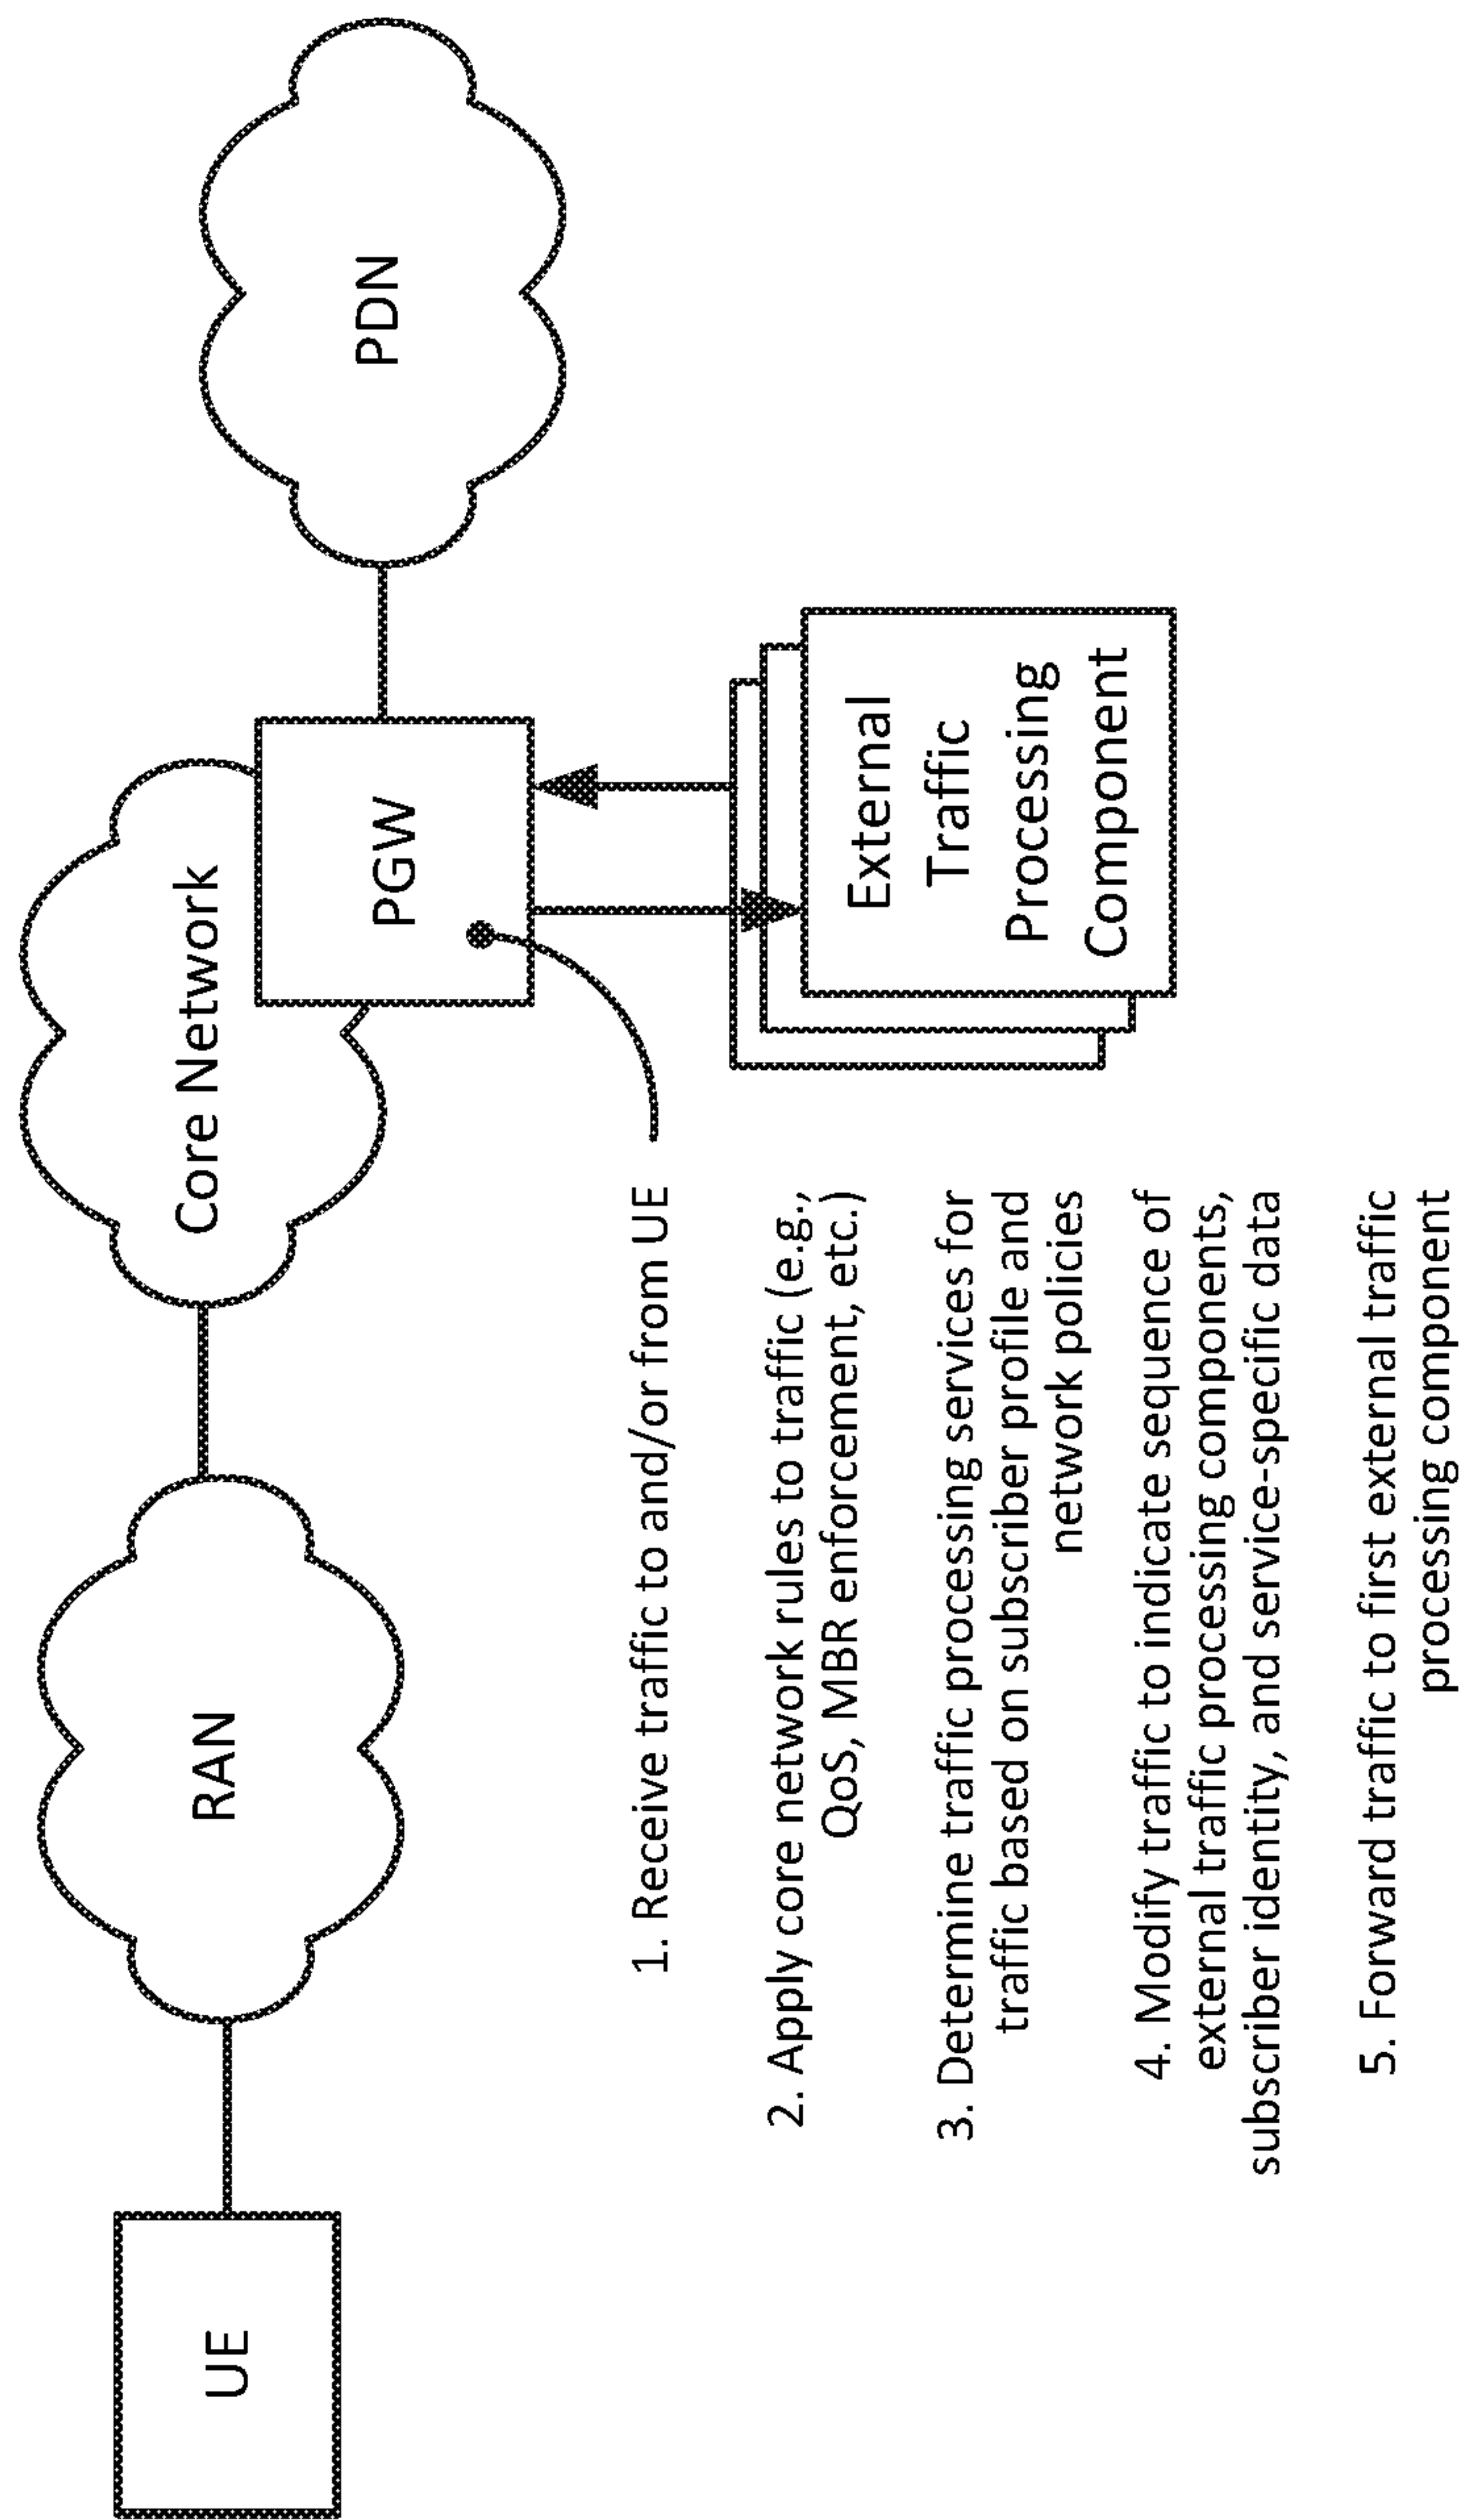 UE
RAN
Core Network
PGW
PDN
External
Traffic
Processing
Component
1. Receive traffic to and/or from UE
2. Apply core network rules to traffic (e.g.,
QoS, MBR enforcement, etc.)
3. Determine traffic processing services for
traffic based on subscriber profile and
network policies
4. Modify traffic to indicate sequence of
external traffic processing components,
subscriber identity, and service-specific data
5. Forward traffic to first external traffic
processing component